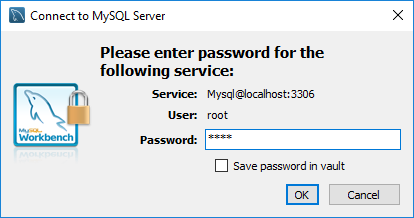 Connect to MySQL Server
Please enter password for the
following service:
Service: Mysql@localhost:3306
User: root
Password: ****
Save password in vault
OK Cancel
MySQL
Workbench